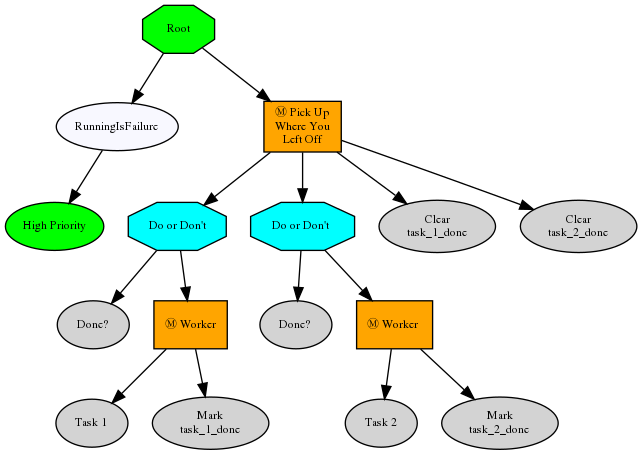 Root
RunningIsFailure
Ⓜ Pick Up
Where You
Left Off
High Priority
Do or Don't
Do or Don't
Clear
task_1_done
Clear
task_2_done
Done?
Ⓜ Worker
Done?
Ⓜ Worker
Task 1
Mark
task_1_done
Task 2
Mark
task_2_done